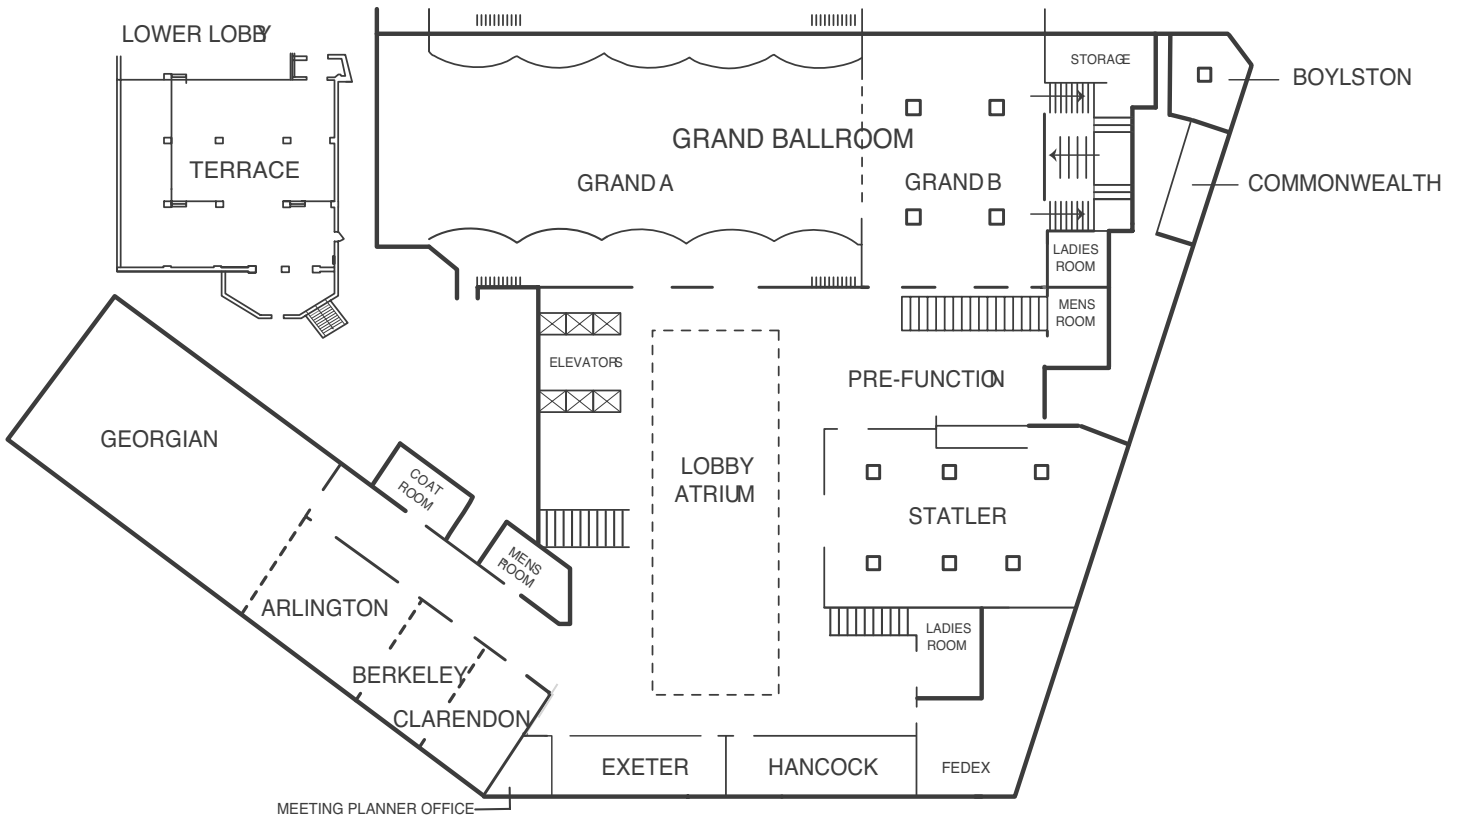 LOWER LOBBY
STORAGE
BOYLSTON
GRAND BALLROOM
TERRACE
GRAND A
GRAND B
COMMONWEALTH
LADIES
ROOM
MENS
ROOM
ELEVATORS
PRE-FUNCTION
GEORGIAN
COAT
ROOM
LOBBY
ATRIUM
STATLER
MENS
ROOM
ARLINGTON
LADIES
ROOM
BERKELEY
CLARENDON
EXETER
HANCOCK
FEDEX
MEETING PLANNER OFFICE